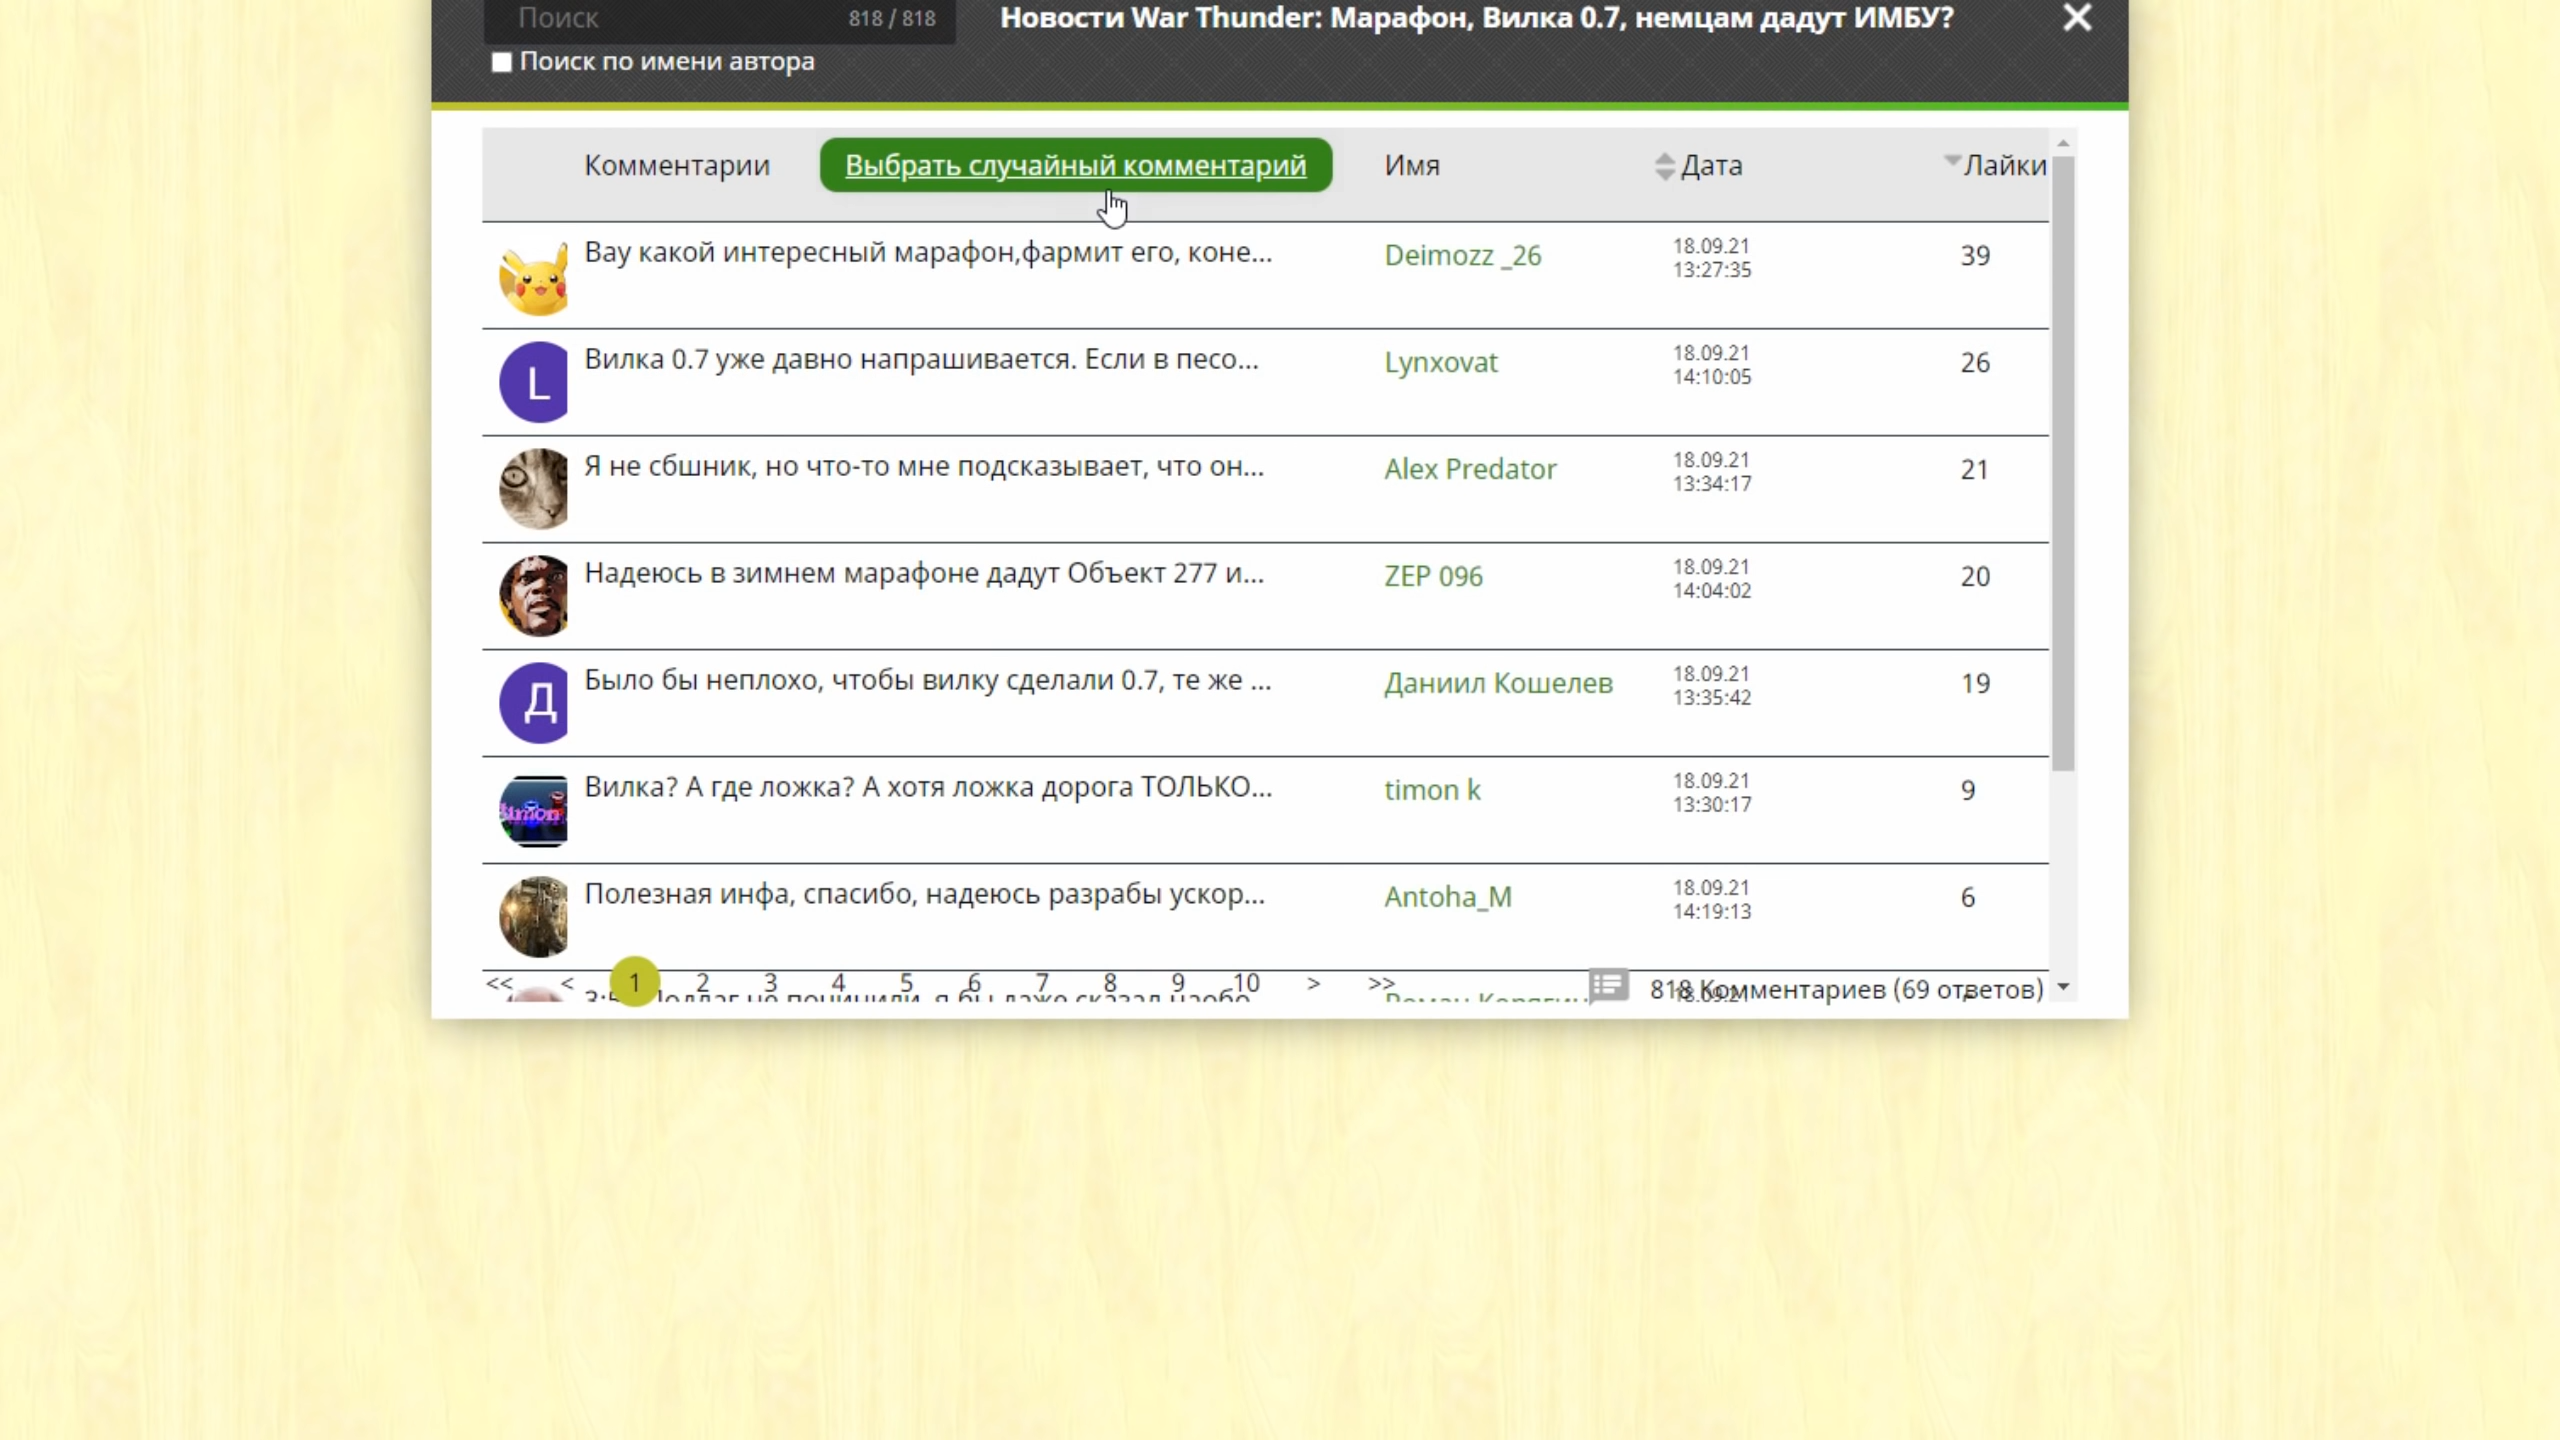 Поиск 818 / 818 Новости War Thunder: Марафон, Вилка 0.7, немцам дадут ИМБУ?
Поиск по имени автора
Комментарии Выбрать случайный комментарий Имя Дата Лайки
Вау какой интересный марафон,фармит его, коне... Deimozz _26 18.09.21 39
13:27:35
L Вилка 0.7 уже давно напрашивается. Если в песо... Lynxovat 18.09.21 26
14:10:05
Я не сбшник, но что-то мне подсказывает, что он... Alex Predator 18.09.21 21
13:34:17
Надеюсь в зимнем марафоне дадут Объект 277 и... ZEP 096 18.09.21 20
14:04:02
Д Было бы неплохо, чтобы вилку сделали 0.7, те же ... Даниил Кошелев 18.09.21 19
13:35:42
Вилка? А где ложка? А хотя ложка дорога ТОЛЬКО... timon k 18.09.21 9
13:30:17
Полезная инфа, спасибо, надеюсь разрабы ускор... Antoha_M 18.09.21 6
14:19:13
<< < 1 2 3 4 5 6 7 8 9 10 > >> 818 Комментариев (69 ответов)